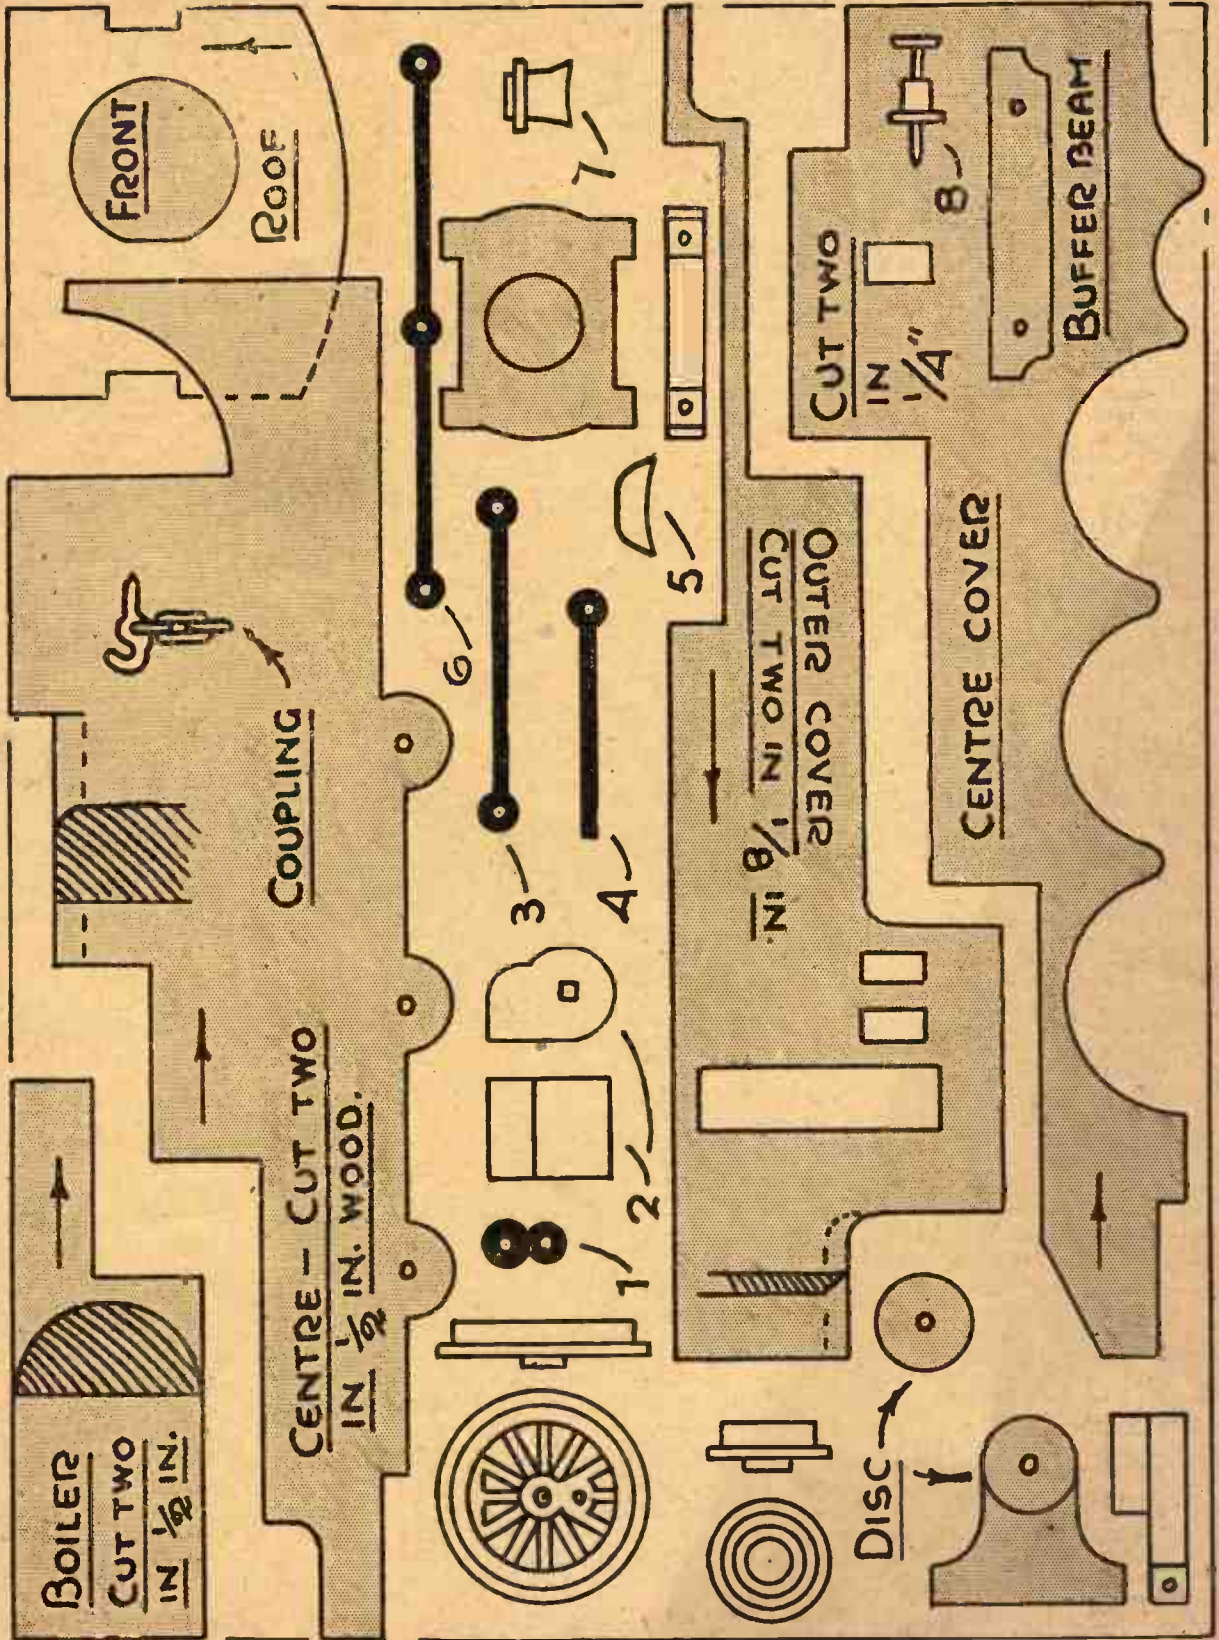 FRONT
ROOF
7
8
CUT TWO
IN
1/4"
BUFFER BEAM
COUPLING
6
5
3
4
OUTER COVER
CUT TWO IN 1/8 IN.
CENTRE COVER
BOILER
CUT TWO
IN 1/2 IN.
CENTRE – CUT TWO
IN 1/2 IN. WOOD.
1
2
DISC